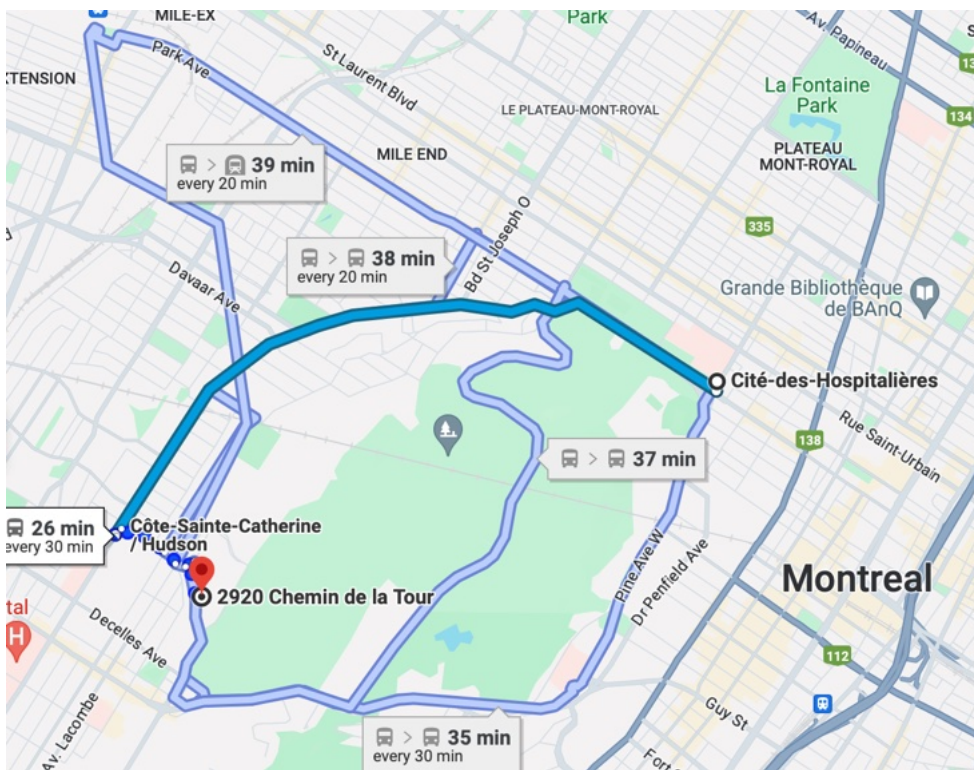 MILE-EX
Park
Av. Papineau
Park Ave
St Laurent Blvd
La Fontaine
Park
134
LE PLATEAU-MONT-ROYAL
PLATEAU
MONT-ROYAL
MILE END
39 min
every 20 min
335
Bd St Joseph O
38 min
every 20 min
Davaar Ave
Grande Bibliothèque
de BAnQ
Cité-des-Hospitalières
Rue Saint-Urbain
138
37 min
26 min
every 30 min
Côte-Sainte-Catherine
/ Hudson
2920 Chemin de la Tour
Pine Ave W
Dr Penfield Ave
Montreal
H
Decelles Ave
112
Av. Lacombe
Guy St
35 min
every 30 min